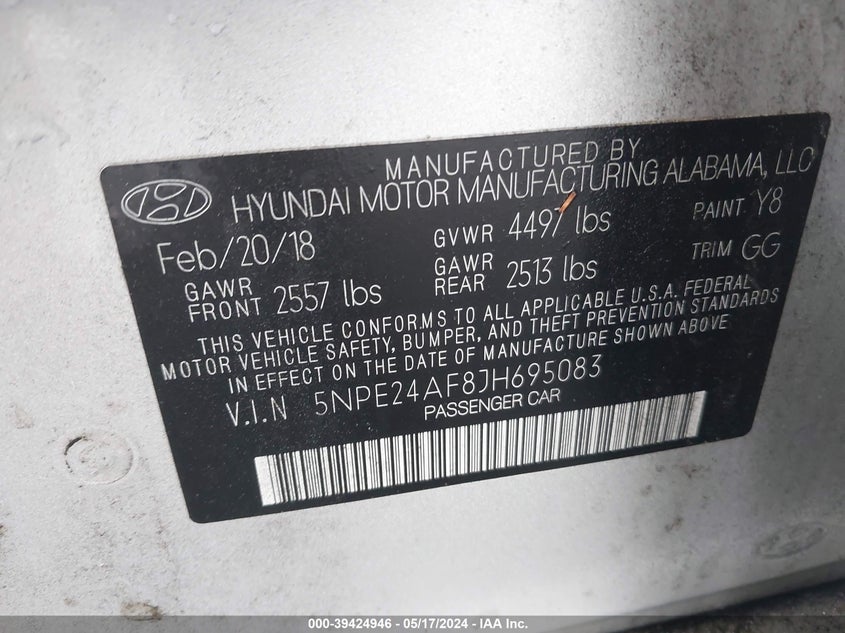 MANUFACTURED BY
HYUNDAI MOTOR MANUFACTURING ALABAMA, LLC
Feb/20/18 GVWR 4497 lbs PAINT Y8
GAWR FRONT 2557 lbs GAWR REAR 2513 lbs TRIM GG
THIS VEHICLE CONFORMS TO ALL APPLICABLE U.S.A. FEDERAL
MOTOR VEHICLE SAFETY, BUMPER, AND THEFT PREVENTION STANDARDS
IN EFFECT ON THE DATE OF MANUFACTURE SHOWN ABOVE
V.I.N 5NPE24AF8JH695083
PASSENGER CAR
000-39424946 - 05/17/2024 - IAAI.COM